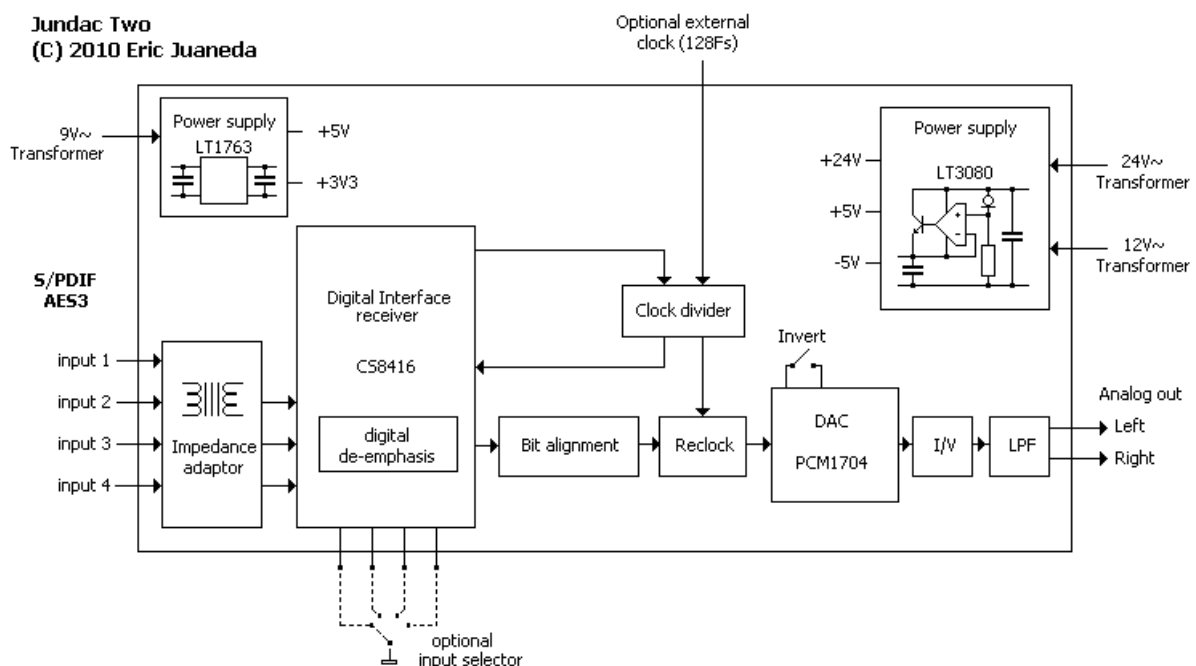 Jundac Two
(C) 2010 Eric Juaneda
Optional external
clock (128Fs)
9V~
Transformer
Power supply
LT1763
+5V
+3V3
Power supply
LT3080
+24V
+5V
-5V
24V~
Transformer
12V~
Transformer
S/PDIF
AES3
input 1
input 2
input 3
input 4
Impedance
adaptor
Digital Interface
receiver
CS8416
digital
de-emphasis
Clock divider
Bit alignment
Reclock
Invert
DAC
PCM1704
I/V
LPF
Analog out
Left
Right
optional
input selector